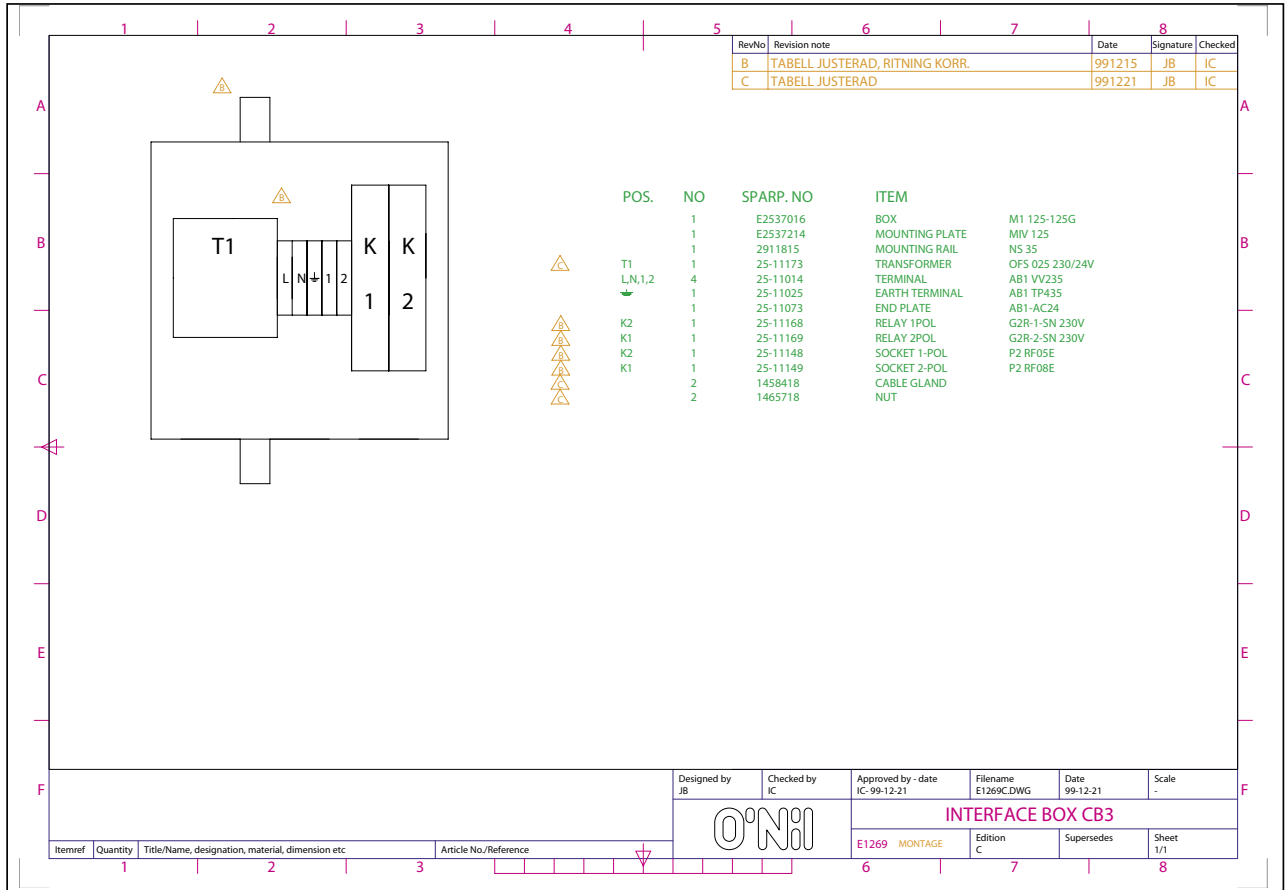 1 2 3 4 5 6 7 8
RevNo Revision note Date Signature Checked
B TABELL JUSTERAD, RITNING KORR. 991215 JB IC
C TABELL JUSTERAD 991221 JB IC
B
A A
B
POS. NO SPARP. NO ITEM
1 E2537016 BOX M1 125-125G
B T1 K K B
1 E2537214 MOUNTING PLATE MIV 125
1 2911815 MOUNTING RAIL NS 35
C T1 1 25-11173 TRANSFORMER OFS 025 230/24V
L N 1 2
L,N,1,2 4 25-11014 TERMINAL AB1 VV235
1 25-11025 EARTH TERMINAL AB1 TP435
1 2
1 25-11073 END PLATE AB1-AC24
B K2 1 25-11168 RELAY 1POL G2R-1-SN 230V
B K1 1 25-11169 RELAY 2POL G2R-2-SN 230V
B K2 1 25-11148 SOCKET 1-POL P2 RF05E
B K1 1 25-11149 SOCKET 2-POL P2 RF08E
C C
C 2 1458418 CABLE GLAND
C 2 1465718 NUT
D D
E E
F F
Designed by Checked by Approved by - date Filename Date Scale
JB IC IC- 99-12-21 E1269C.DWG 99-12-21 -
O'Nil INTERFACE BOX CB3
E1269 MONTAGE Edition Supersedes Sheet
C 1/1
Itemref Quantity Title/Name, designation, material, dimension etc Article No./Reference
1 2 3 6 7 8